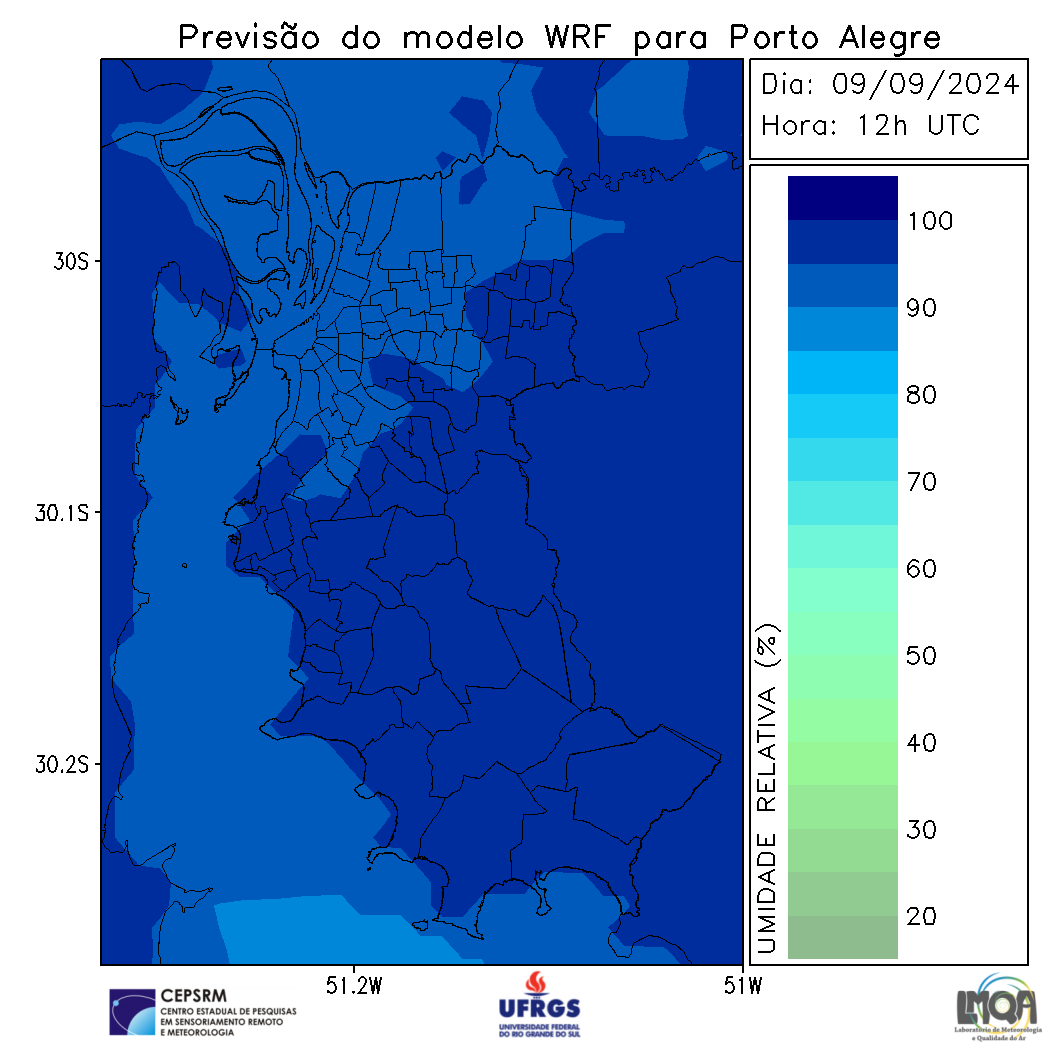 Previsão do modelo WRF para Porto Alegre
Dia: 09/09/2024
Hora: 12h UTC
30S
30.1S
30.2S
51.2W
51W
100
90
80
70
60
50
40
30
20
UMIDADE RELATIVA (%)
CEPSRM
CENTRO ESTADUAL DE PESQUISAS
EM SENSORIAMENTO REMOTO
E METEOROLOGIA
UFRGS
UNIVERSIDADE FEDERAL
DO RIO GRANDE DO SUL
LMQA
Laboratório de Meteorologia
e Qualidade do Ar